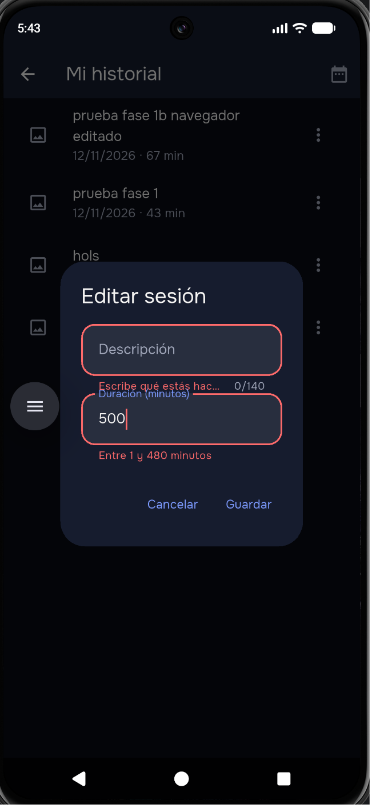 5:43
Mi historial
prueba fase 1b navegador
editado
12/11/2026 · 67 min
prueba fase 1
12/11/2026 · 43 min
hols
Editar sesión
Descripción
Escribe qué estás hac... 0/140
Duración (minutos)
500
Entre 1 y 480 minutos
Cancelar Guardar